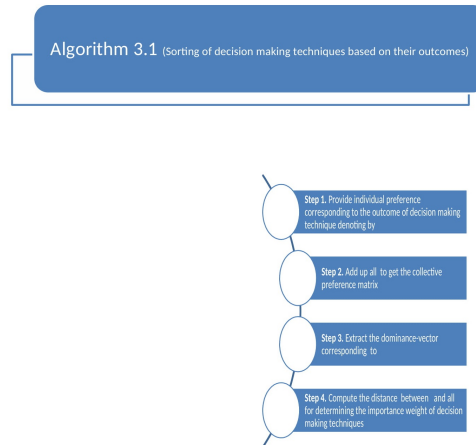 Algorithm 3.1 (Sorting of decision making techniques based on their outcomes)
Step 1. Provide individual preference
corresponding to the outcome of decision making
technique denoting by
Step 2. Add up all to get the collective
preference matrix
Step 3. Extract the dominance-vector
corresponding to
Step 4. Compute the distance between and all
for determining the importance weight of decision
making techniques